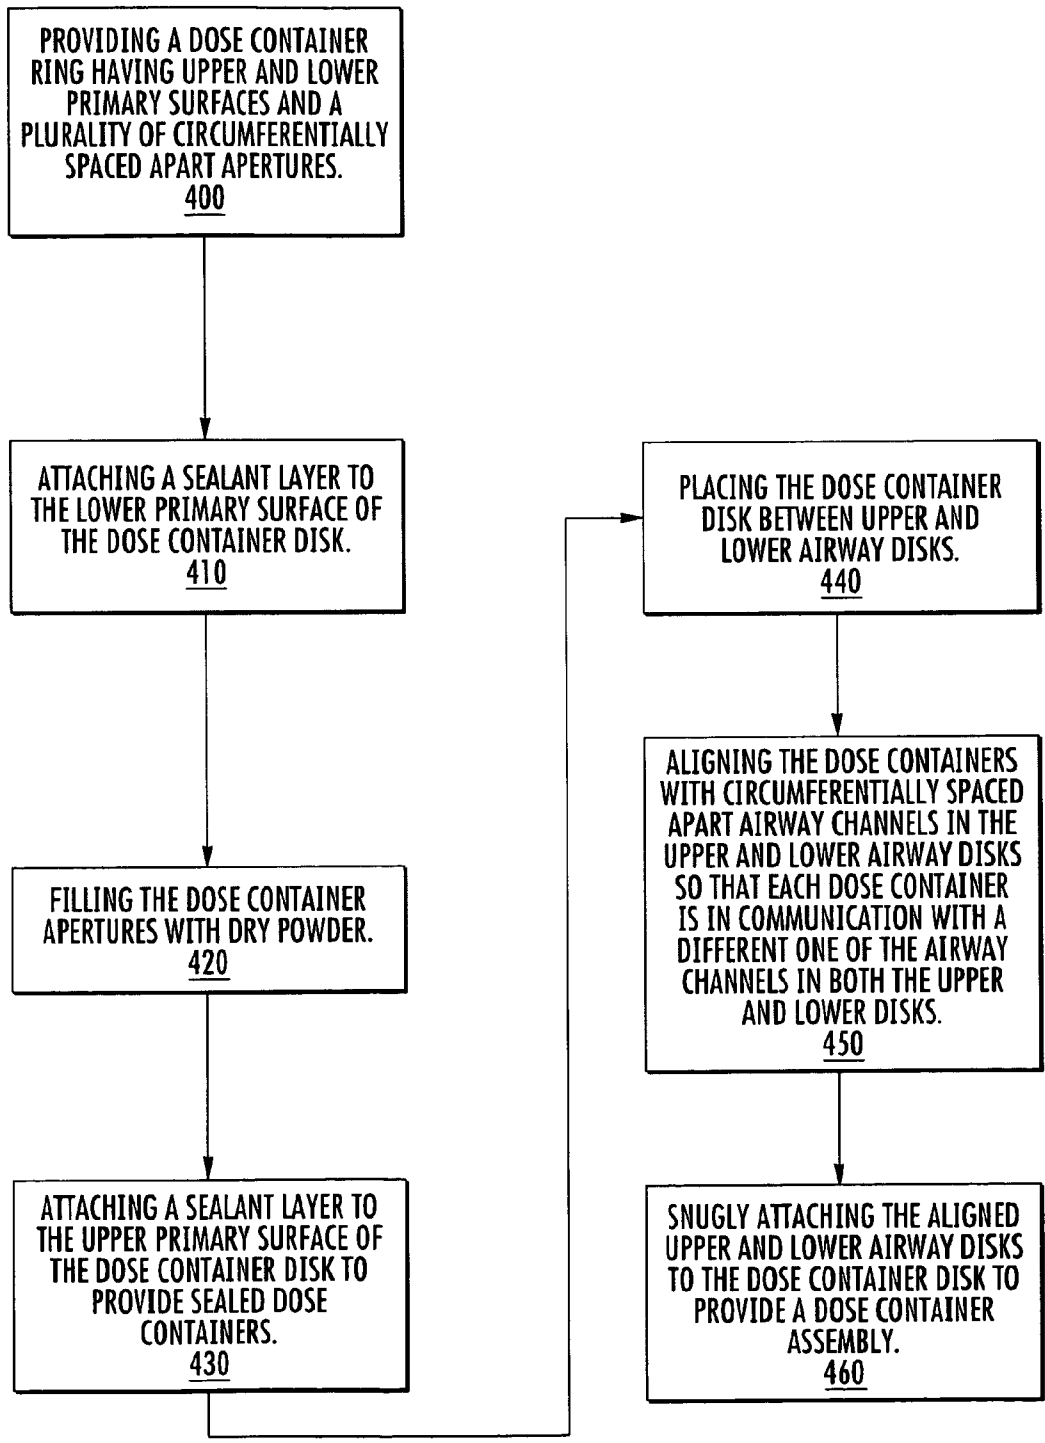 PROVIDING A DOSE CONTAINER
RING HAVING UPPER AND LOWER
PRIMARY SURFACES AND A
PLURALITY OF CIRCUMFERENTIALLY
SPACED APART APERTURES.
400
ATTACHING A SEALANT LAYER TO
THE LOWER PRIMARY SURFACE OF
THE DOSE CONTAINER DISK.
410
FILLING THE DOSE CONTAINER
APERTURES WITH DRY POWDER.
420
ATTACHING A SEALANT LAYER TO
THE UPPER PRIMARY SURFACE OF
THE DOSE CONTAINER DISK TO
PROVIDE SEALED DOSE
CONTAINERS.
430
PLACING THE DOSE CONTAINER
DISK BETWEEN UPPER AND
LOWER AIRWAY DISKS.
440
ALIGNING THE DOSE CONTAINERS
WITH CIRCUMFERENTIALLY SPACED
APART AIRWAY CHANNELS IN THE
UPPER AND LOWER AIRWAY DISKS
SO THAT EACH DOSE CONTAINER
IS IN COMMUNICATION WITH A
DIFFERENT ONE OF THE AIRWAY
CHANNELS IN BOTH THE UPPER
AND LOWER DISKS.
450
SNUGLY ATTACHING THE ALIGNED
UPPER AND LOWER AIRWAY DISKS
TO THE DOSE CONTAINER DISK TO
PROVIDE A DOSE CONTAINER
ASSEMBLY.
460